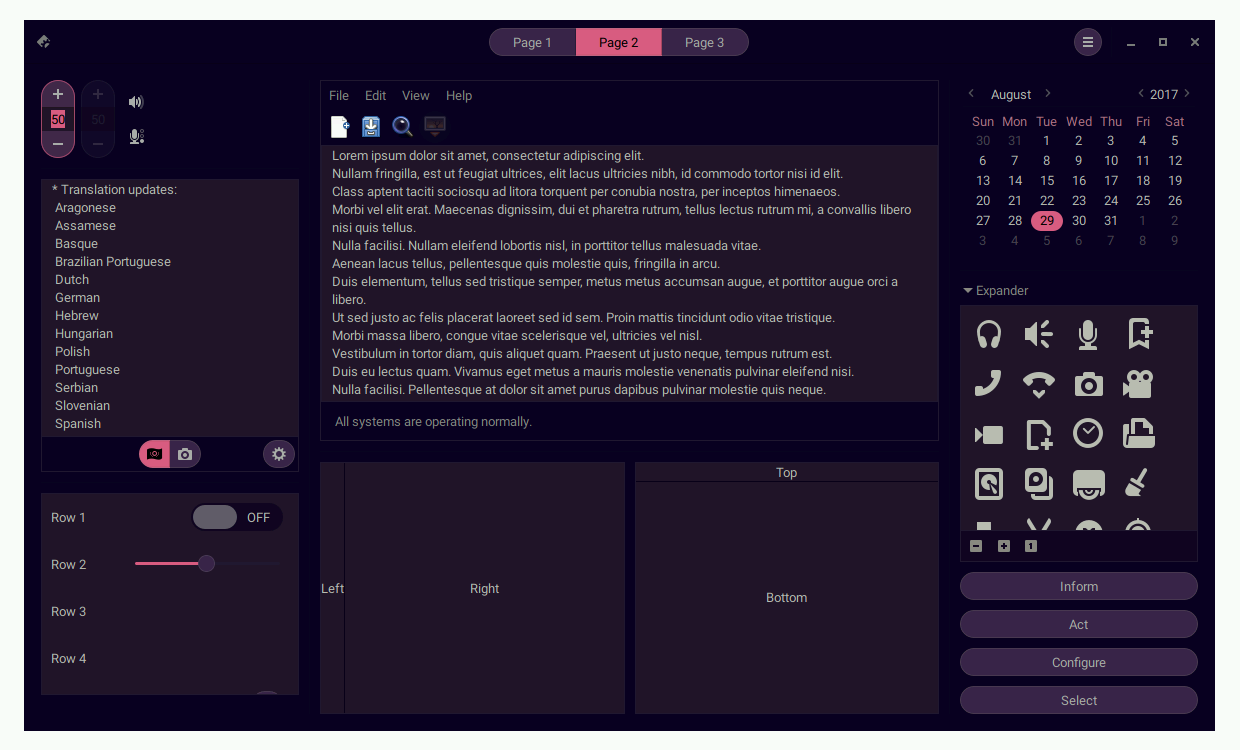 Page 1 Page 2 Page 3
50
50
* Translation updates:
Aragonese
Assamese
Basque
Brazilian Portuguese
Dutch
German
Hebrew
Hungarian
Polish
Portuguese
Serbian
Slovenian
Spanish
Row 1 OFF
Row 2
Row 3
Row 4
File Edit View Help
Lorem ipsum dolor sit amet, consectetur adipiscing elit.
Nullam fringilla, est ut feugiat ultrices, elit lacus ultricies nibh, id commodo tortor nisi id elit.
Class aptent taciti sociosqu ad litora torquent per conubia nostra, per inceptos himenaeos.
Morbi vel elit erat. Maecenas dignissim, dui et pharetra rutrum, tellus lectus rutrum mi, a convallis libero
nisi quis tellus.
Nulla facilisi. Nullam eleifend lobortis nisl, in porttitor tellus malesuada vitae.
Aenean lacus tellus, pellentesque quis molestie quis, fringilla in arcu.
Duis elementum, tellus sed tristique semper, metus metus accumsan augue, et porttitor augue orci a
libero.
Ut sed justo ac felis placerat laoreet sed id sem. Proin mattis tincidunt odio vitae tristique.
Morbi massa libero, congue vitae scelerisque vel, ultricies vel nisl.
Vestibulum in tortor diam, quis aliquet quam. Praesent ut justo neque, tempus rutrum est.
Duis eu lectus quam. Vivamus eget metus a mauris molestie venenatis pulvinar eleifend nisi.
Nulla facilisi. Pellentesque at dolor sit amet purus dapibus pulvinar molestie quis neque.
All systems are operating normally.
Left Right
Top
Bottom
August 2017
Sun Mon Tue Wed Thu Fri Sat
30 31 1 2 3 4 5
6 7 8 9 10 11 12
13 14 15 16 17 18 19
20 21 22 23 24 25 26
27 28 29 30 31 1 2
3 4 5 6 7 8 9
Expander
1
Inform
Act
Configure
Select